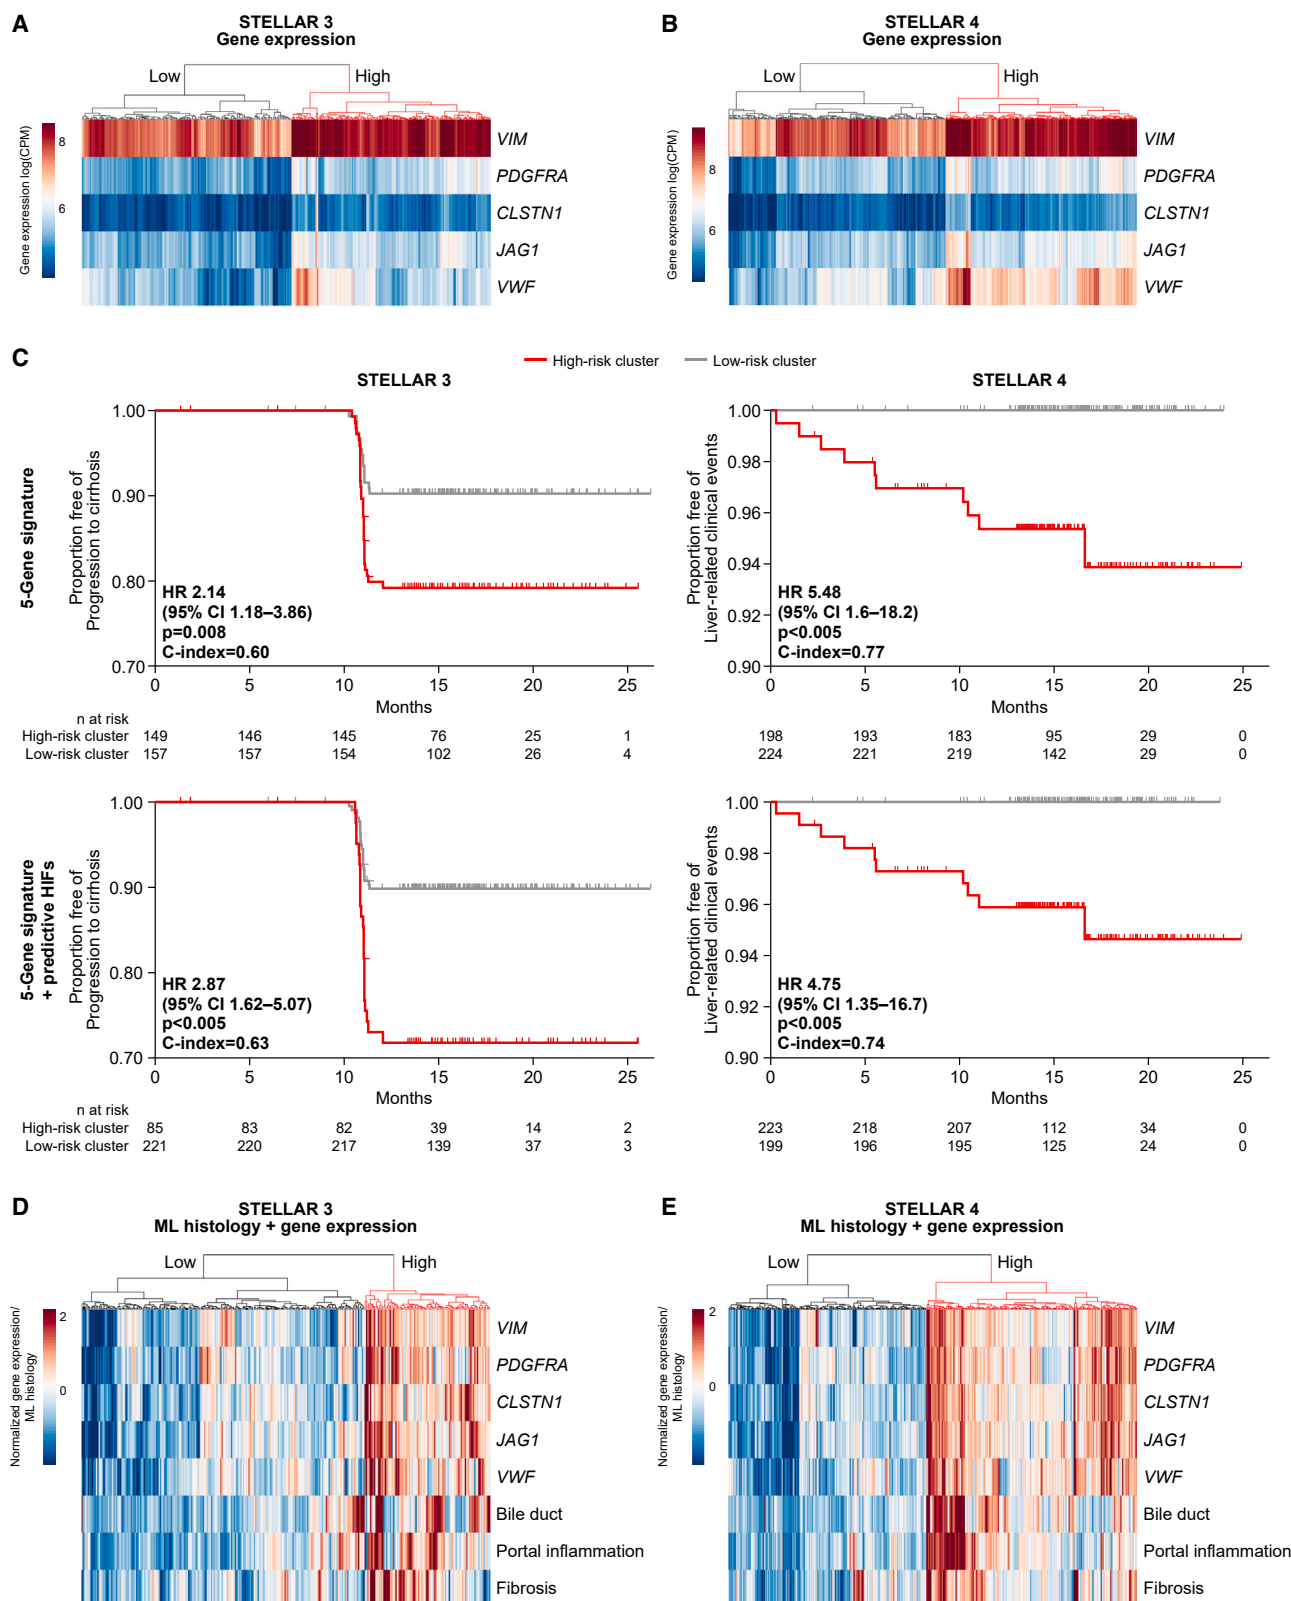 A
STELLAR 3
Gene expression
Low
High
Gene expression log(CPM)
8
6
VIM
PDGFRA
CLSTN1
JAG1
VWF
B
STELLAR 4
Gene expression
Low
High
Gene expression log(CPM)
8
6
VIM
PDGFRA
CLSTN1
JAG1
VWF
C
High-risk cluster
Low-risk cluster
5-Gene signature
STELLAR 3
Proportion free of
Progression to cirrhosis
1.00
0.90
0.80
0.70
HR 2.14
(95% CI 1.18–3.86)
p=0.008
C-index=0.60
0 5 10 15 20 25
Months
n at risk
High-risk cluster 149 146 145 76 25 1
Low-risk cluster 157 157 154 102 26 4
STELLAR 4
Proportion free of
Liver-related clinical events
1.00
0.98
0.96
0.94
0.92
0.90
HR 5.48
(95% CI 1.6–18.2)
p<0.005
C-index=0.77
0 5 10 15 20 25
Months
198 193 183 95 29 0
224 221 219 142 29 0
5-Gene signature
+ predictive HIFs
Proportion free of
Progression to cirrhosis
1.00
0.90
0.80
0.70
HR 2.87
(95% CI 1.62–5.07)
p<0.005
C-index=0.63
0 5 10 15 20 25
Months
n at risk
High-risk cluster 85 83 82 39 14 2
Low-risk cluster 221 220 217 139 37 3
Proportion free of
Liver-related clinical events
1.00
0.98
0.96
0.94
0.92
0.90
HR 4.75
(95% CI 1.35–16.7)
p<0.005
C-index=0.74
0 5 10 15 20 25
Months
223 218 207 112 34 0
199 196 195 125 24 0
D
STELLAR 3
ML histology + gene expression
Low
High
Normalized gene expression/
ML histology
2
0
VIM
PDGFRA
CLSTN1
JAG1
VWF
Bile duct
Portal inflammation
Fibrosis
E
STELLAR 4
ML histology + gene expression
Low
High
Normalized gene expression/
ML histology
2
0
VIM
PDGFRA
CLSTN1
JAG1
VWF
Bile duct
Portal inflammation
Fibrosis